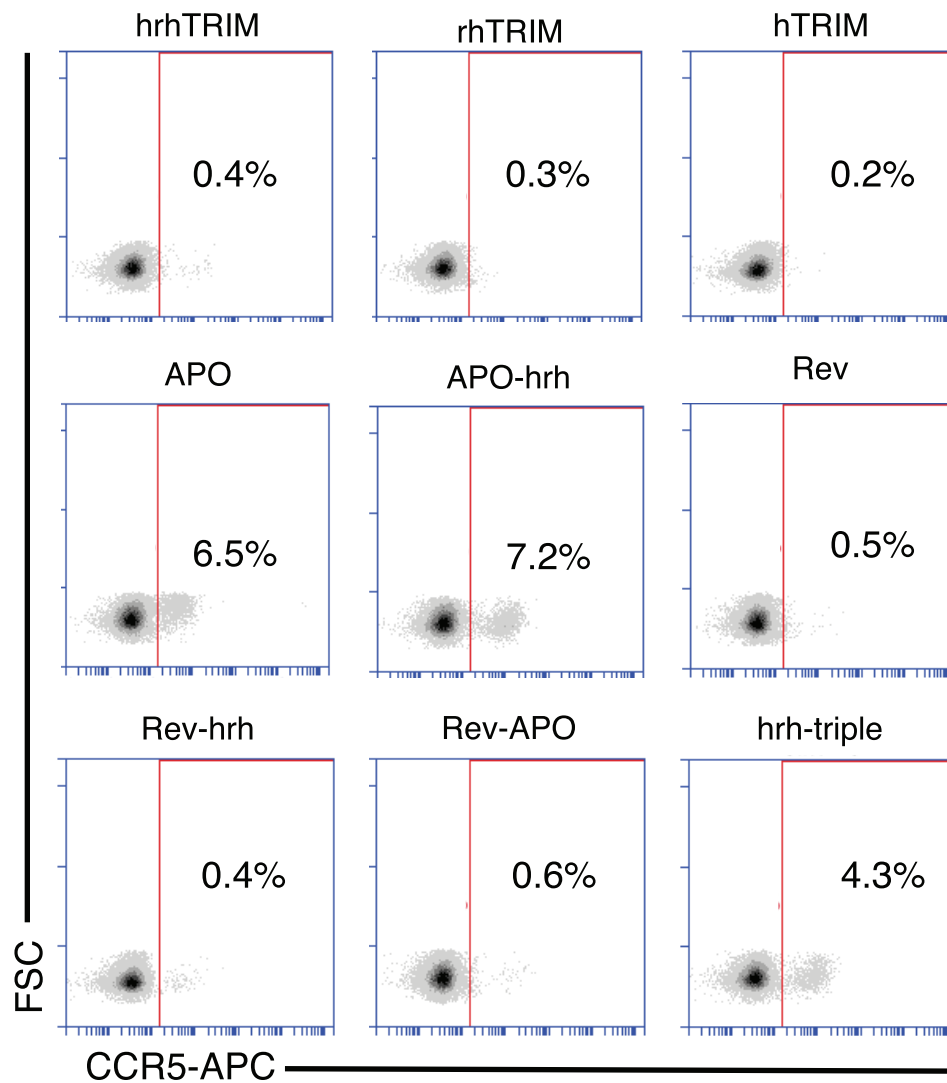 hrhTRIM
rhTRIM
hTRIM
0.4%
0.3%
0.2%
APO
APO-hrh
Rev
6.5%
7.2%
0.5%
Rev-hrh
Rev-APO
hrh-triple
0.4%
0.6%
4.3%
FSC
CCR5-APC